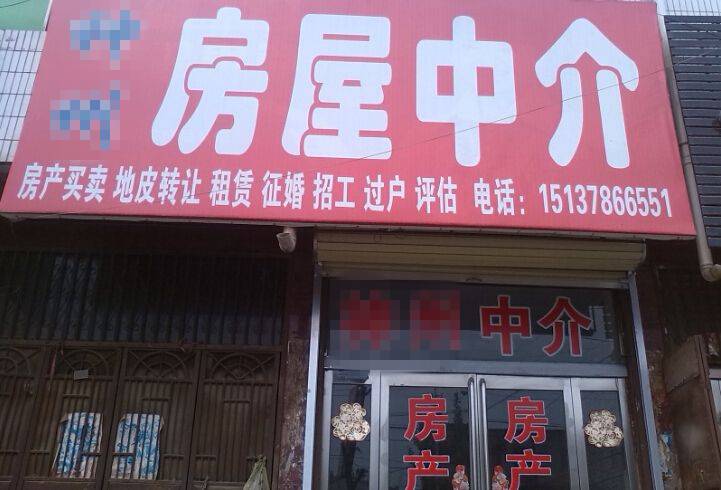 房屋中介
房产买卖 地皮转让 租赁 征婚 招工 过户 评估 电话：15137866551
中介
房产
房产